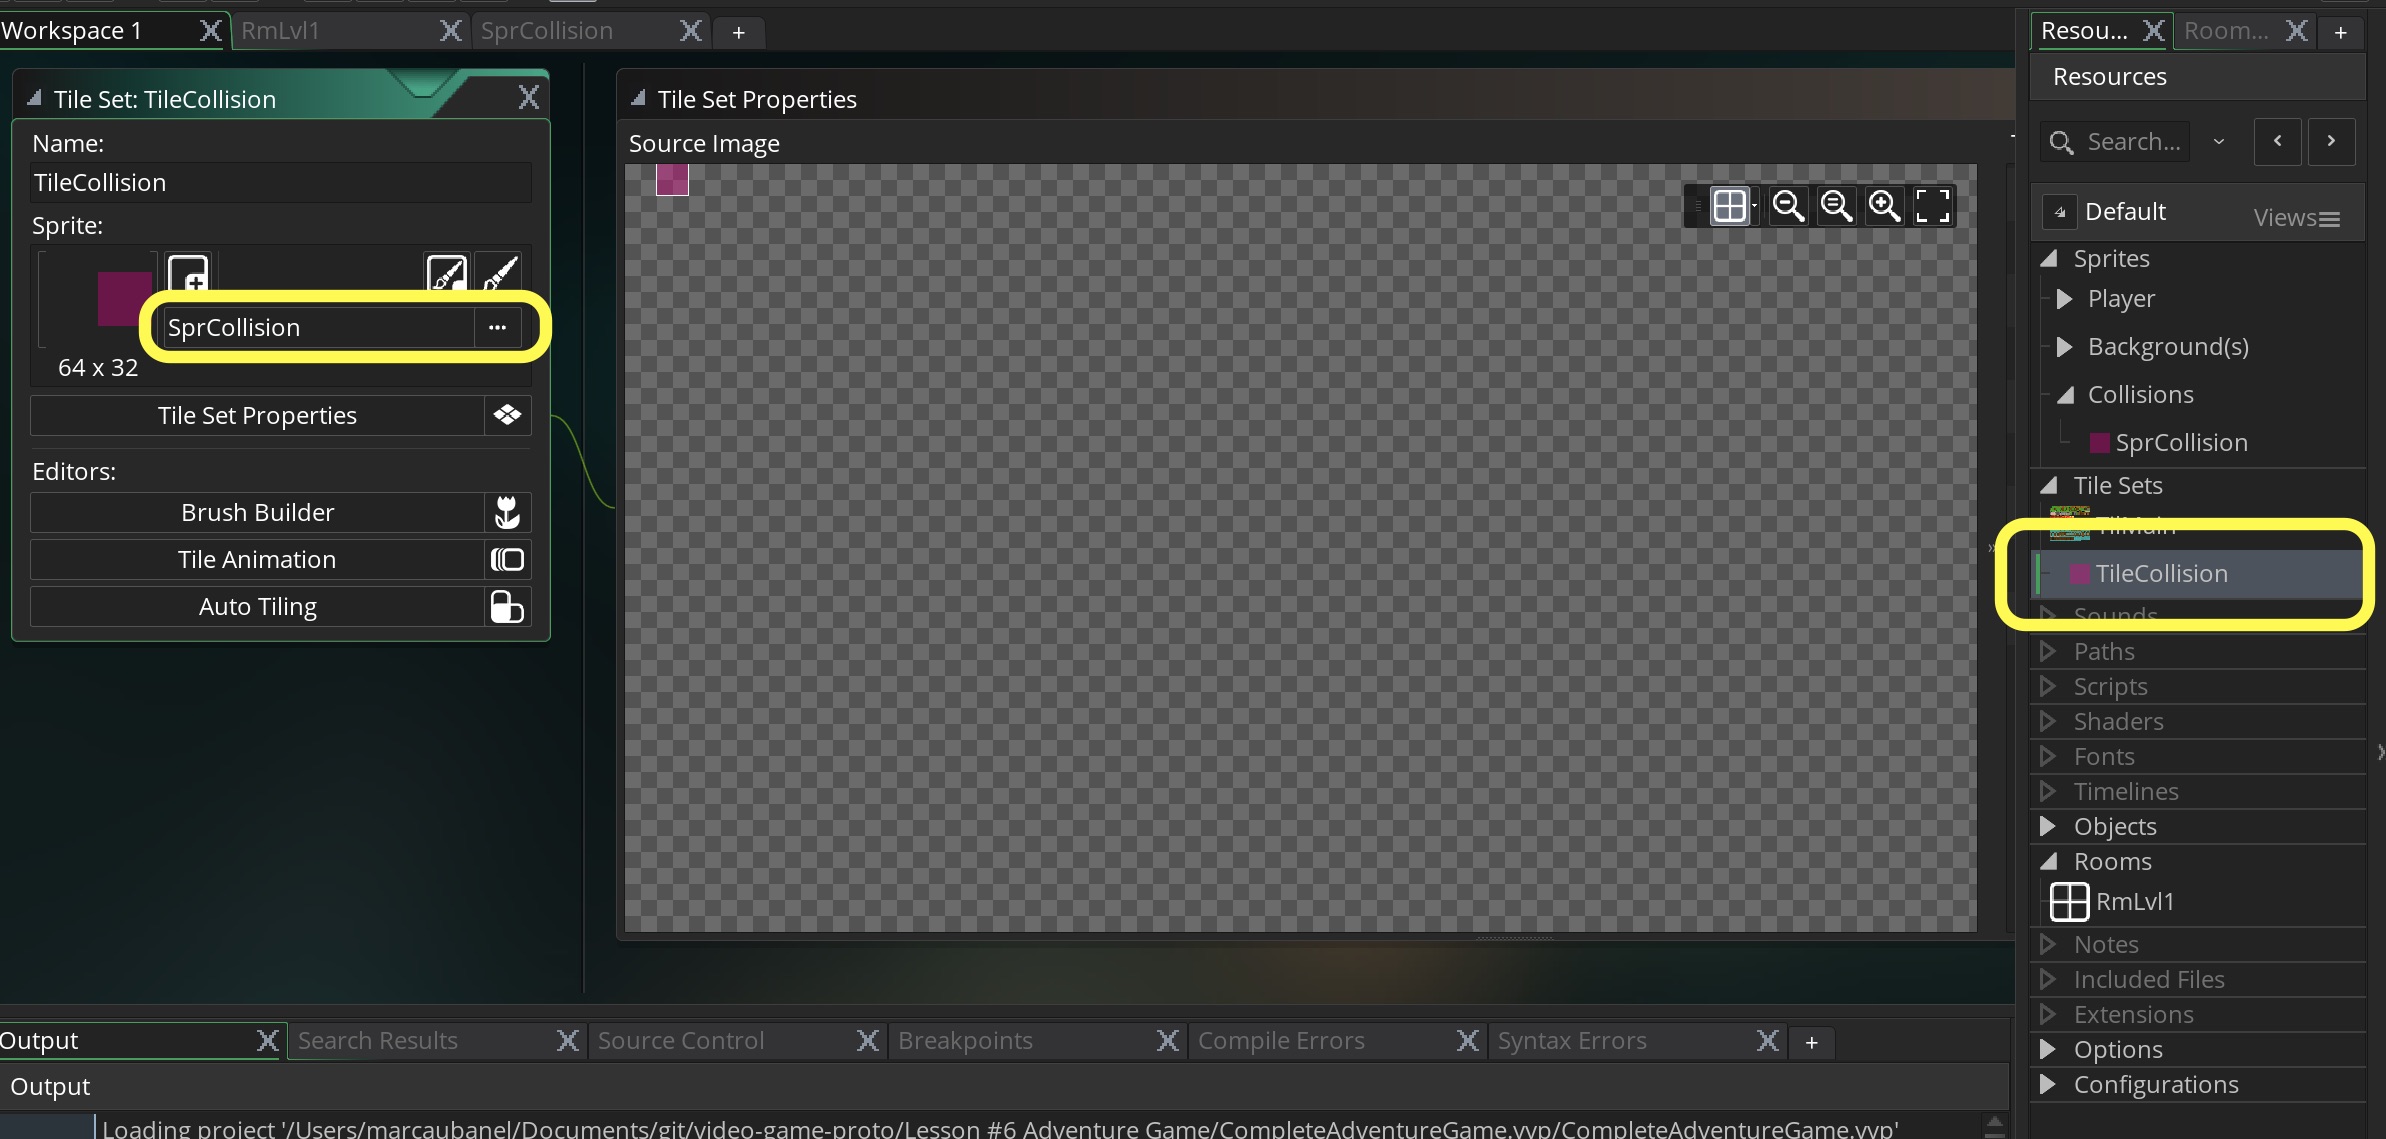 Workspace 1
RmLvl1
SprCollision
+
Tile Set: TileCollision
Name:
TileCollision
Sprite:
SprCollision
...
64 x 32
Tile Set Properties
Editors:
Brush Builder
Tile Animation
Auto Tiling
Tile Set Properties
Source Image
Resou...
Room...
+
Resources
Search...
Default
Views
Sprites
Player
Background(s)
Collisions
SprCollision
Tile Sets
TilMain
TileCollision
Sounds
Paths
Scripts
Shaders
Fonts
Timelines
Objects
Rooms
RmLvl1
Notes
Included Files
Extensions
Options
Configurations
Output
Search Results
Source Control
Breakpoints
Compile Errors
Syntax Errors
+
Output
Loading project '/Users/marcaubanel/Documents/git/video-game-proto/Lesson #6 Adventure Game/CompleteAdventureGame.yyp/CompleteAdventureGame.yyp'